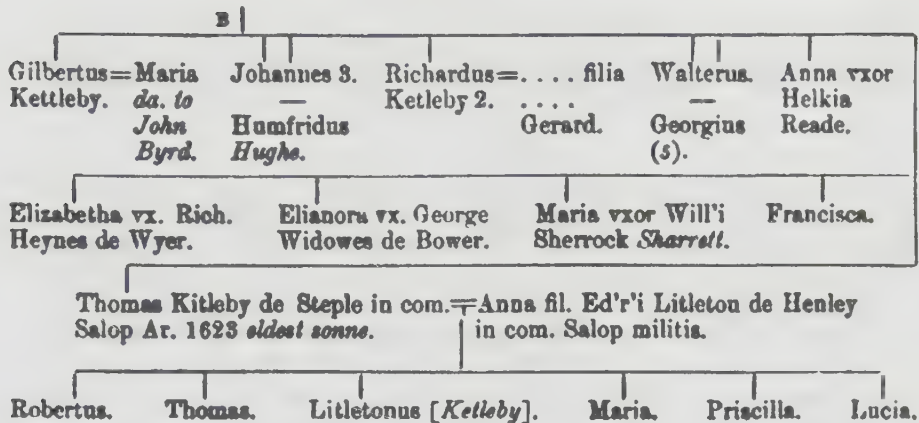 B
Gilbertus= Maria Johannes 3. Richardus=.... filia Walterus. Anna vxor
Kettleby. da. to — Ketleby 2. .... — Helkia
John Humfridus Gerard. Georgius Reade.
Byrd. Hughe. (s).
Elizabetha vx. Rich. Elianora vx. George Maria vxor Will'i Francisca.
Heynes de Wyer. Widowes de Bower. Sherrock Sharrett.
Thomas Kitleby de Steple in com.=Anna fil. Ed'r'i Litleton de Henley
Salop Ar. 1623 eldest sonne. in com. Salop militis.
Robertus. Thomas. Litletonus [Ketleby]. Maria. Priscilla. Lucia.